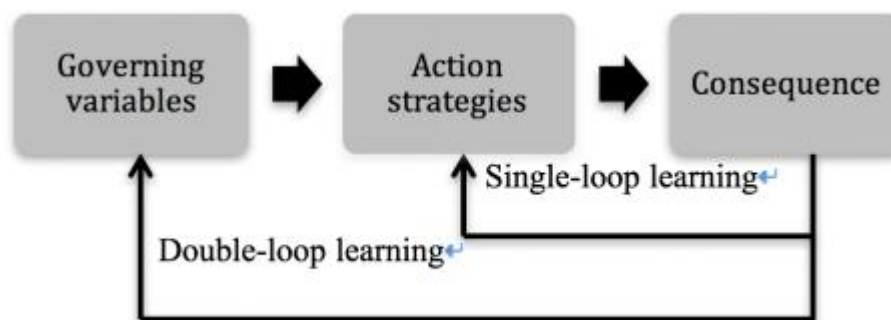 Governing
variables
Action
strategies
Consequence
Single-loop learning↵
Double-loop learning↵